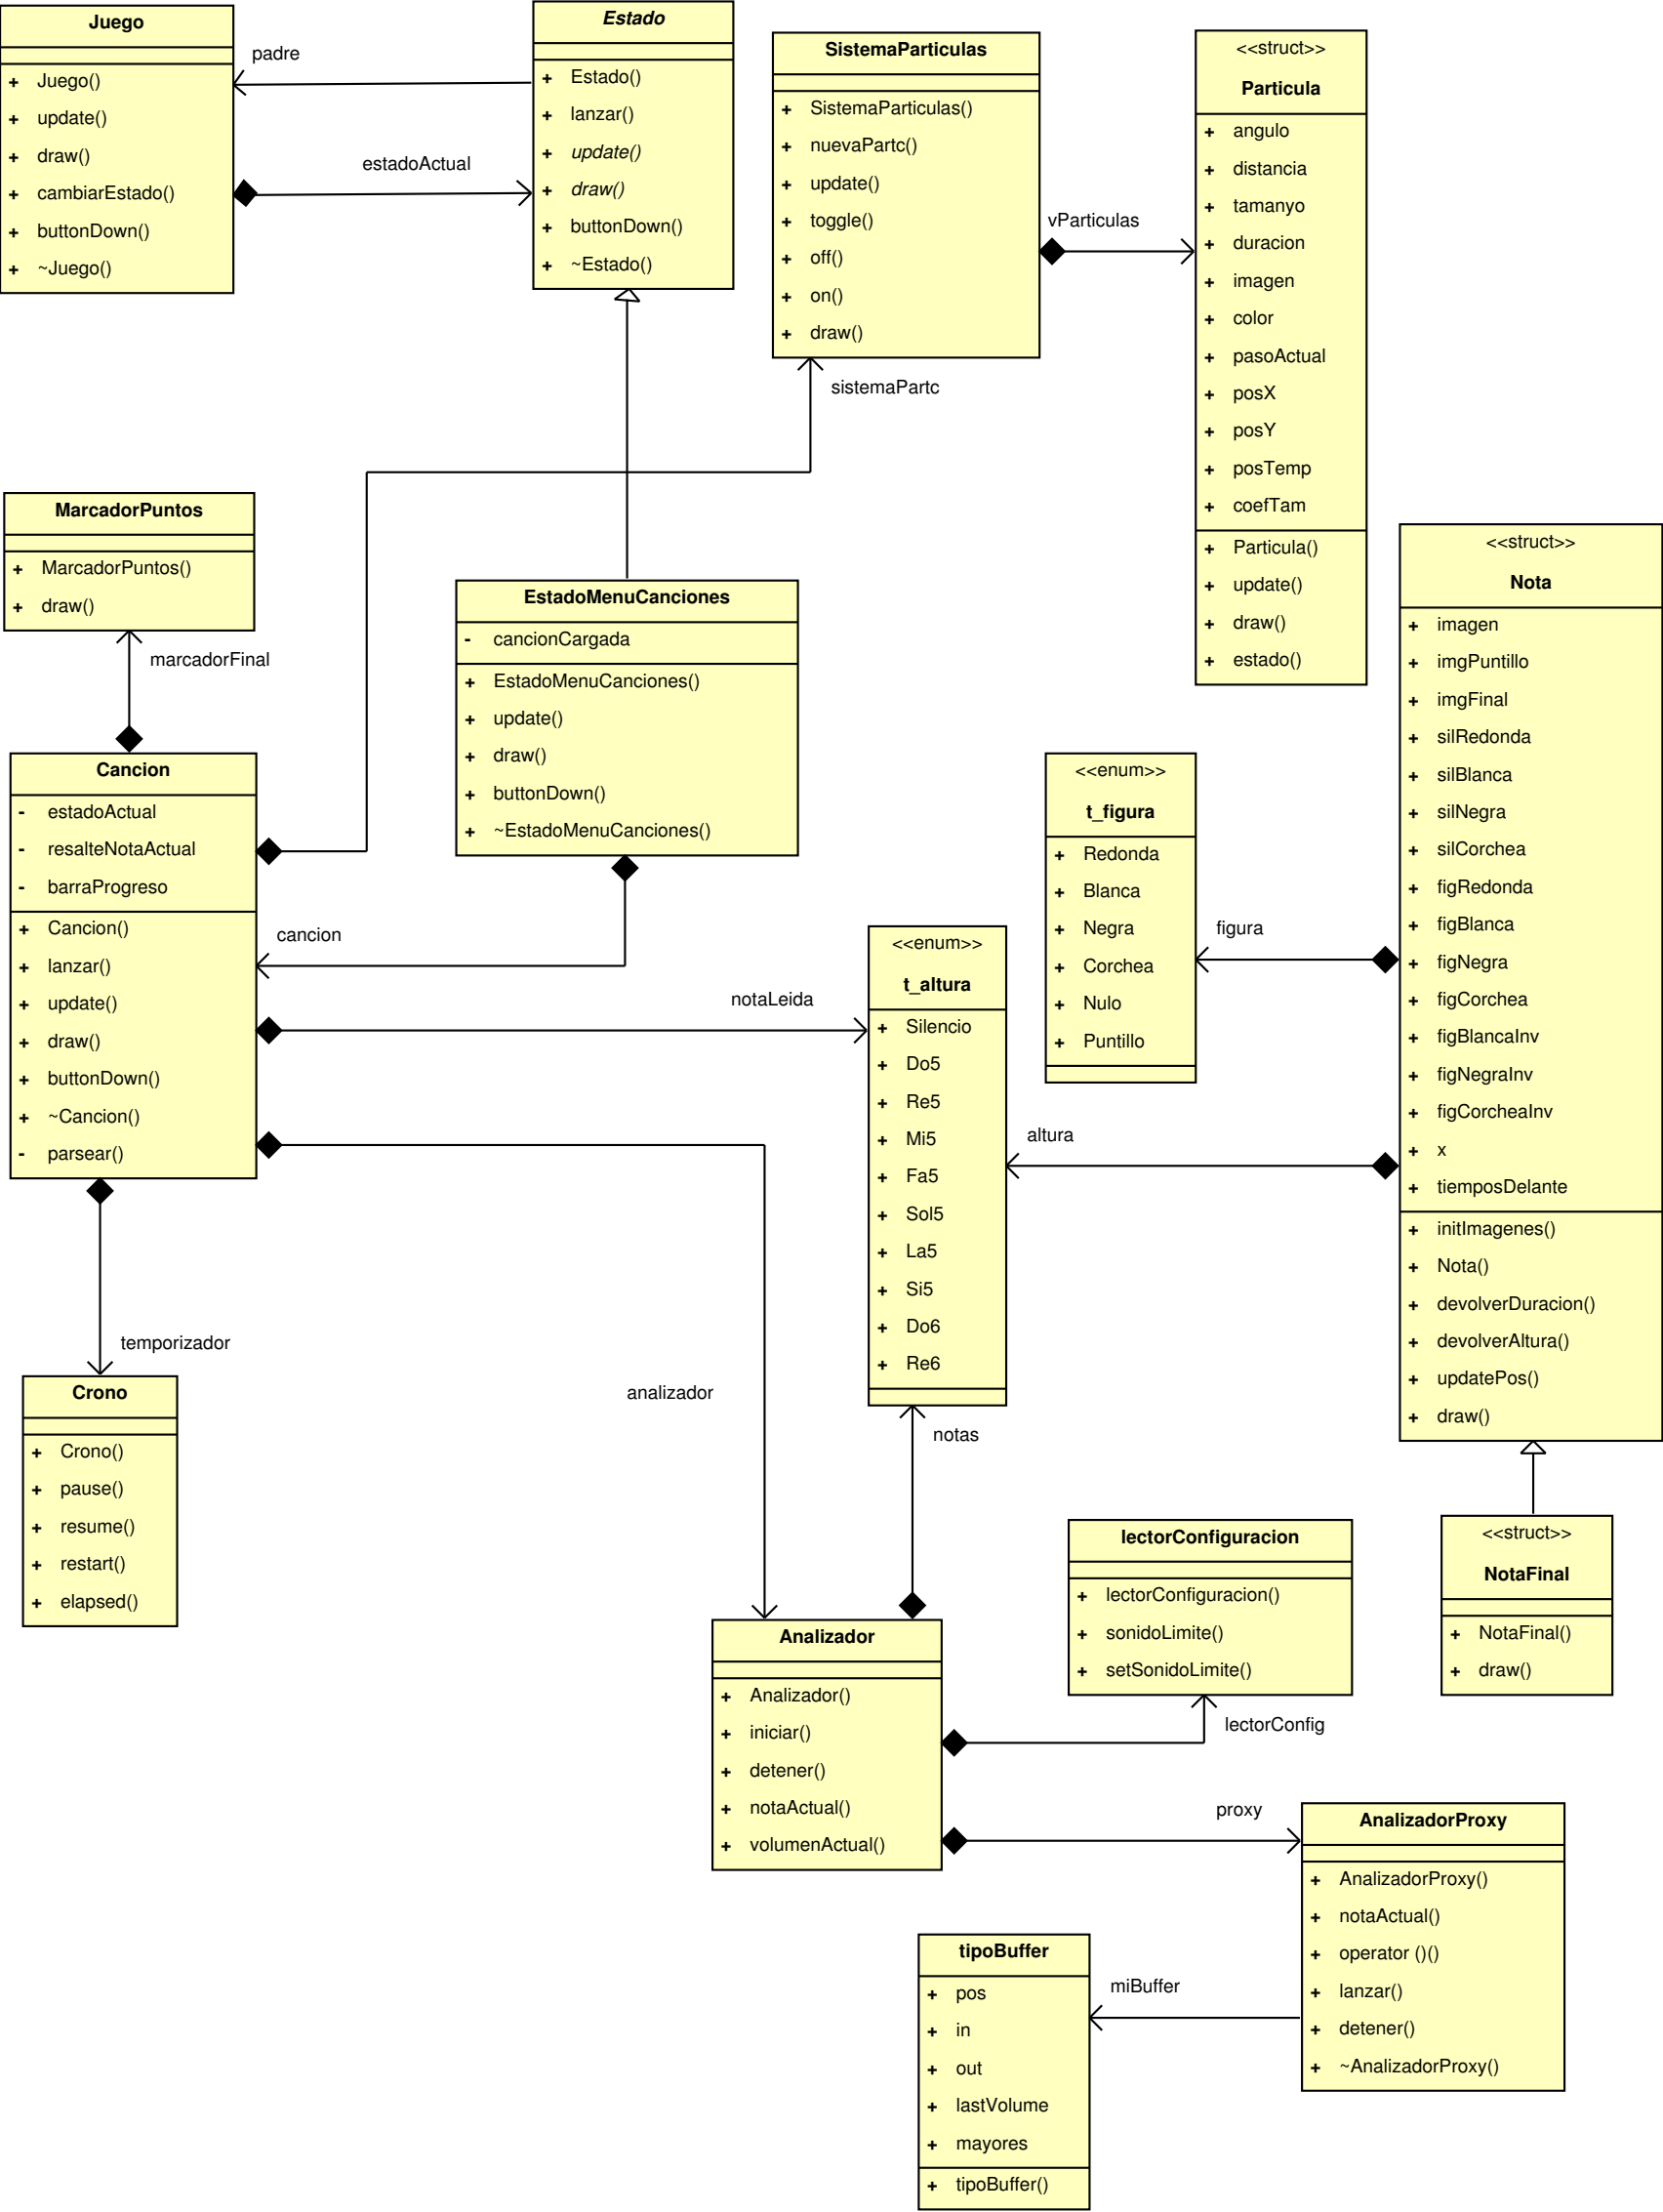 Juego
+ Juego()
+ update()
+ draw()
+ cambiarEstado()
+ buttonDown()
+ ~Juego()
padre
estadoActual
Estado
+ Estado()
+ lanzar()
+ update()
+ draw()
+ buttonDown()
+ ~Estado()
SistemaParticulas
+ SistemaParticulas()
+ nuevaPartc()
+ update()
+ toggle()
+ off()
+ on()
+ draw()
vParticulas
sistemaPartc
<<struct>>
Particula
+ angulo
+ distancia
+ tamanyo
+ duracion
+ imagen
+ color
+ pasoActual
+ posX
+ posY
+ posTemp
+ coefTam
+ Particula()
+ update()
+ draw()
+ estado()
MarcadorPuntos
+ MarcadorPuntos()
+ draw()
marcadorFinal
EstadoMenuCanciones
- cancionCargada
+ EstadoMenuCanciones()
+ update()
+ draw()
+ buttonDown()
+ ~EstadoMenuCanciones()
<<struct>>
Nota
+ imagen
+ imgPuntillo
+ imgFinal
+ silRedonda
+ silBlanca
+ silNegra
+ silCorchea
+ figRedonda
+ figBlanca
+ figNegra
+ figCorchea
+ figBlancaInv
+ figNegraInv
+ figCorcheaInv
+ x
+ tiemposDelante
+ initImagenes()
+ Nota()
+ devolverDuracion()
+ devolverAltura()
+ updatePos()
+ draw()
Cancion
- estadoActual
- resalteNotaActual
- barraProgreso
+ Cancion()
+ lanzar()
+ update()
+ draw()
+ buttonDown()
+ ~Cancion()
- parsear()
cancion
notaLeida
<<enum>>
t_figura
+ Redonda
+ Blanca
+ Negra
+ Corchea
+ Nulo
+ Puntillo
figura
<<enum>>
t_altura
+ Silencio
+ Do5
+ Re5
+ Mi5
+ Fa5
+ Sol5
+ La5
+ Si5
+ Do6
+ Re6
altura
temporizador
analizador
notas
Crono
+ Crono()
+ pause()
+ resume()
+ restart()
+ elapsed()
lectorConfiguracion
+ lectorConfiguracion()
+ sonidoLimite()
+ setSonidoLimite()
lectorConfig
<<struct>>
NotaFinal
+ NotaFinal()
+ draw()
Analizador
+ Analizador()
+ iniciar()
+ detener()
+ notaActual()
+ volumenActual()
proxy
AnalizadorProxy
+ AnalizadorProxy()
+ notaActual()
+ operator ()()
+ lanzar()
+ detener()
+ ~AnalizadorProxy()
miBuffer
tipoBuffer
+ pos
+ in
+ out
+ lastVolume
+ mayores
+ tipoBuffer()